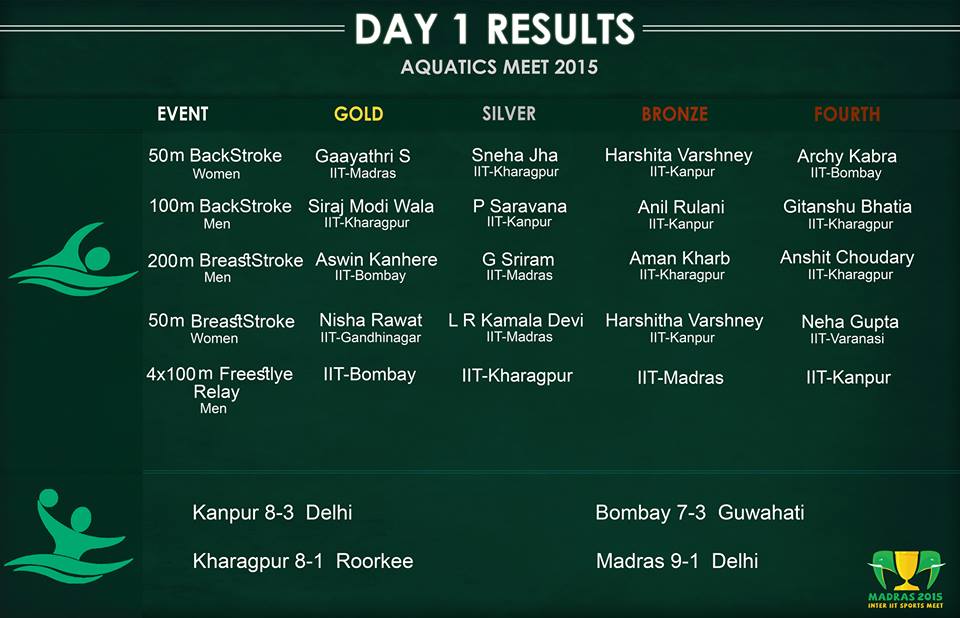 DAY 1 RESULTS
AQUATICS MEET 2015
EVENT GOLD SILVER BRONZE FOURTH
50m BackStroke Gaayathri S Sneha Jha Harshita Varshney Archy Kabra
Women IIT-Madras IIT-Kharagpur IIT-Kanpur IIT-Bombay
100m BackStroke Siraj Modi Wala P Saravana Anil Rulani Gitanshu Bhatia
Men IIT-Kharagpur IIT-Kanpur IIT-Kanpur IIT-Kharagpur
200m BreastStroke Aswin Kanhere G Sriram Aman Kharb Anshit Choudary
Men IIT-Bombay IIT-Madras IIT-Kharagpur IIT-Kharagpur
50m BreastStroke Nisha Rawat L R Kamala Devi Harshitha Varshney Neha Gupta
Women IIT-Gandhinagar IIT-Madras IIT-Kanpur IIT-Varanasi
4x100m Freestlye IIT-Bombay IIT-Kharagpur IIT-Madras IIT-Kanpur
Relay
Men
Kanpur 8-3 Delhi Bombay 7-3 Guwahati
Kharagpur 8-1 Roorkee Madras 9-1 Delhi
MADRAS 2015
INTER IIT SPORTS MEET